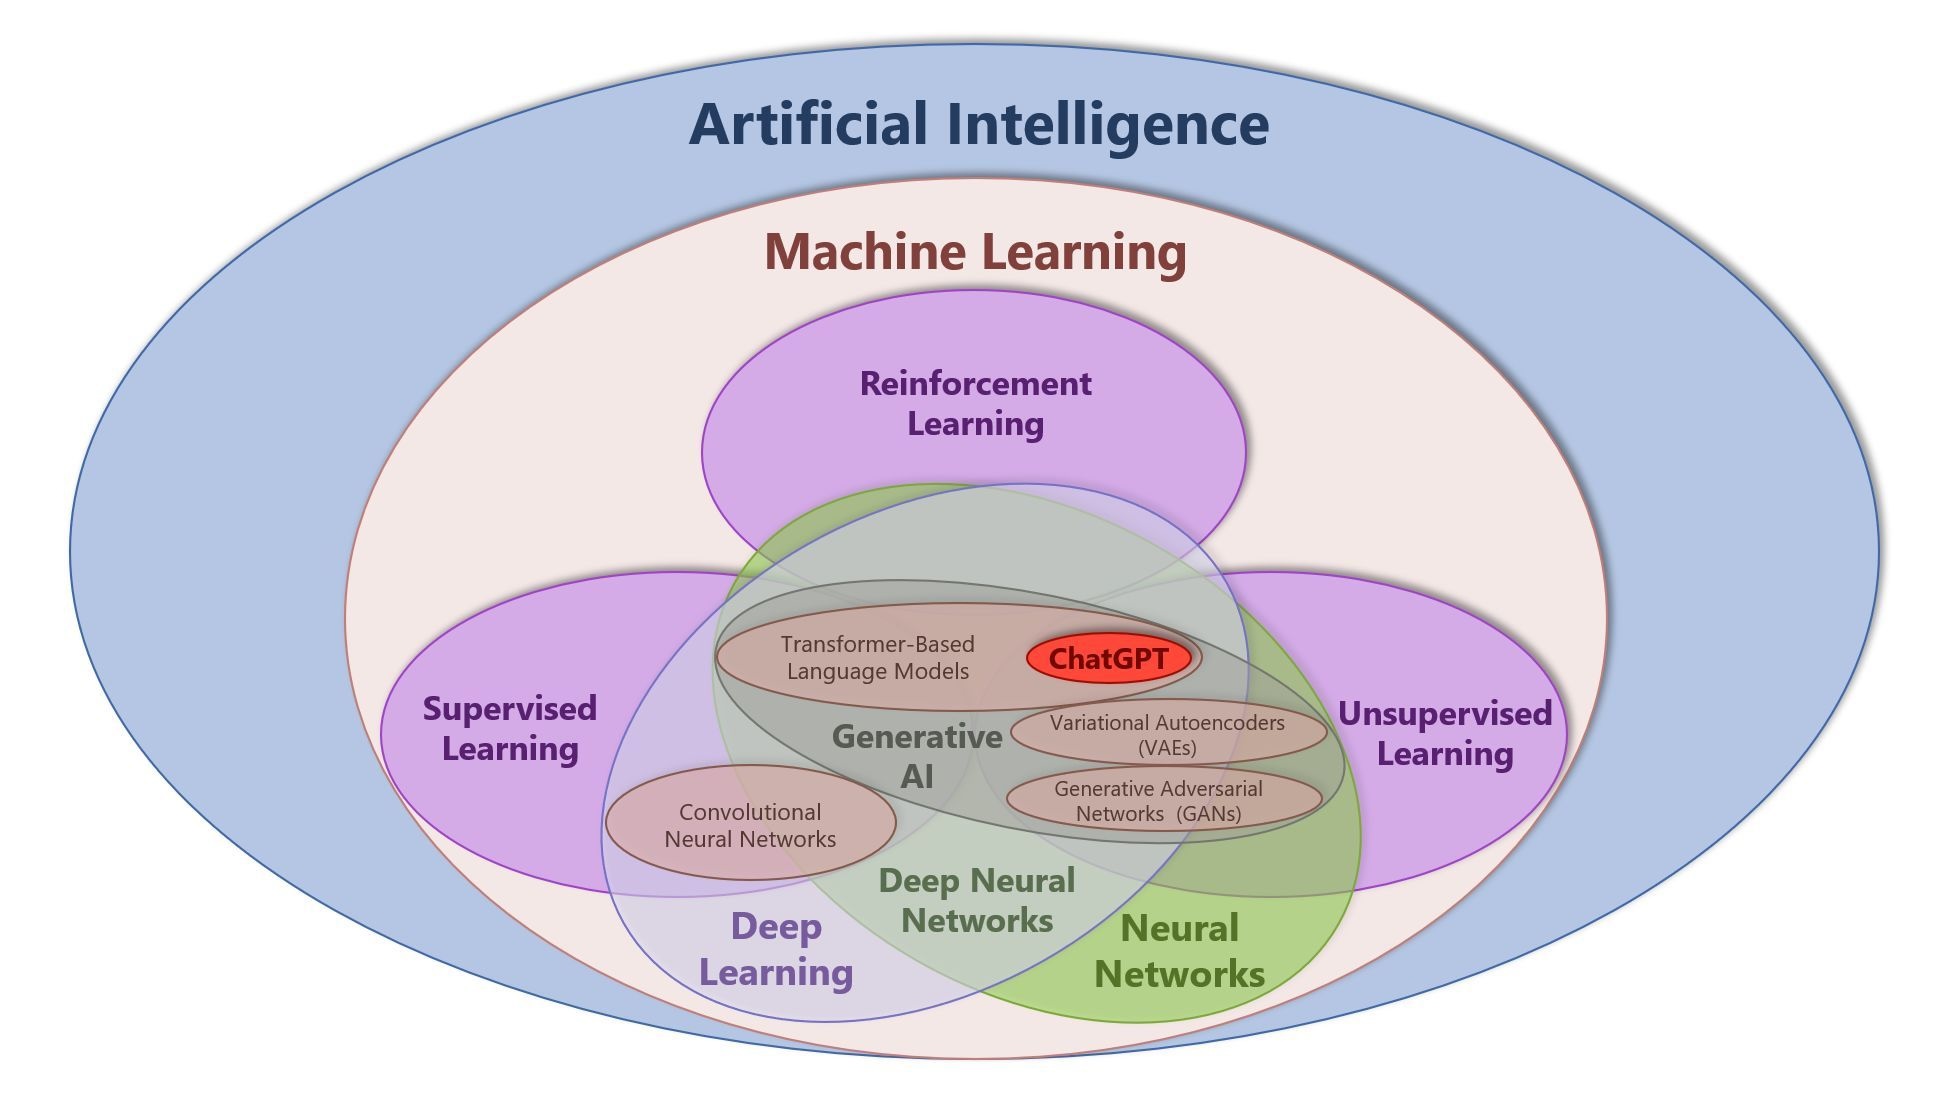 Artificial Intelligence
Machine Learning
Reinforcement
Learning
Transformer-Based
Language Models
ChatGPT
Supervised
Learning
Generative
AI
Variational Autoencoders
(VAEs)
Unsupervised
Learning
Generative Adversarial
Networks (GANs)
Convolutional
Neural Networks
Deep Neural
Networks
Deep
Learning
Neural
Networks